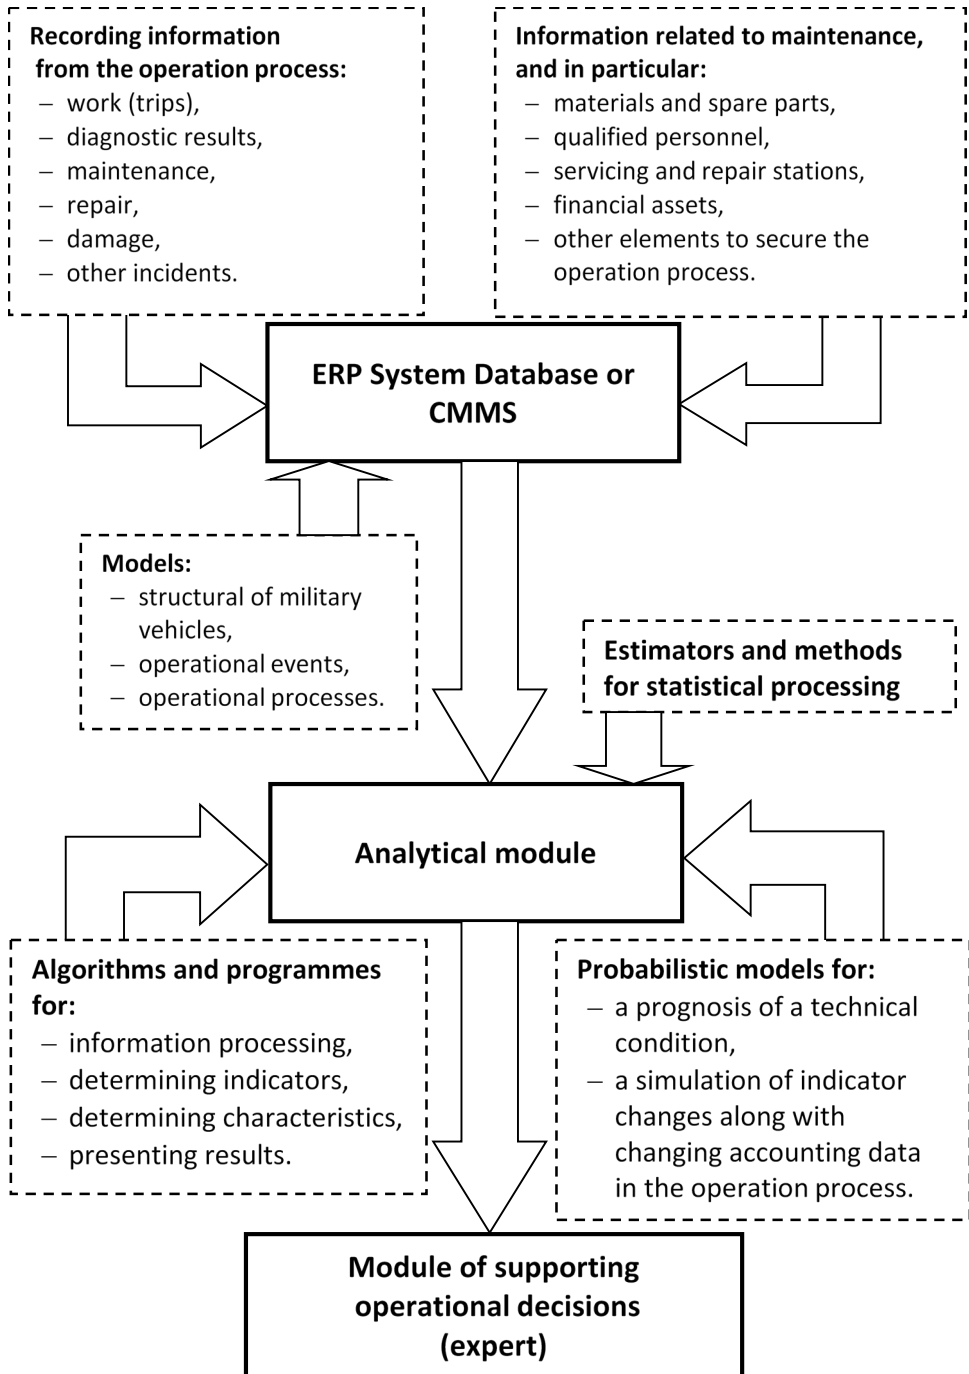 Recording information
from the operation process:
– work (trips),
– diagnostic results,
– maintenance,
– repair,
– damage,
– other incidents.
Information related to maintenance,
and in particular:
– materials and spare parts,
– qualified personnel,
– servicing and repair stations,
– financial assets,
– other elements to secure the
operation process.
ERP System Database or
CMMS
Models:
– structural of military
vehicles,
– operational events,
– operational processes.
Estimators and methods
for statistical processing
Analytical module
Algorithms and programmes
for:
– information processing,
– determining indicators,
– determining characteristics,
– presenting results.
Probabilistic models for:
– a prognosis of a technical
condition,
– a simulation of indicator
changes along with
changing accounting data
in the operation process.
Module of supporting
operational decisions
(expert)